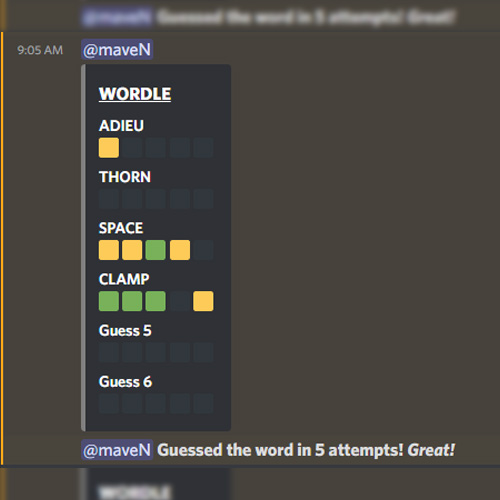 @maveN Guessed the word in 5 attempts! Great!
9:05 AM @maveN
WORDLE
ADIEU
THORN
SPACE
CLAMP
Guess 5
Guess 6
@maveN Guessed the word in 5 attempts! Great!
WORDLE